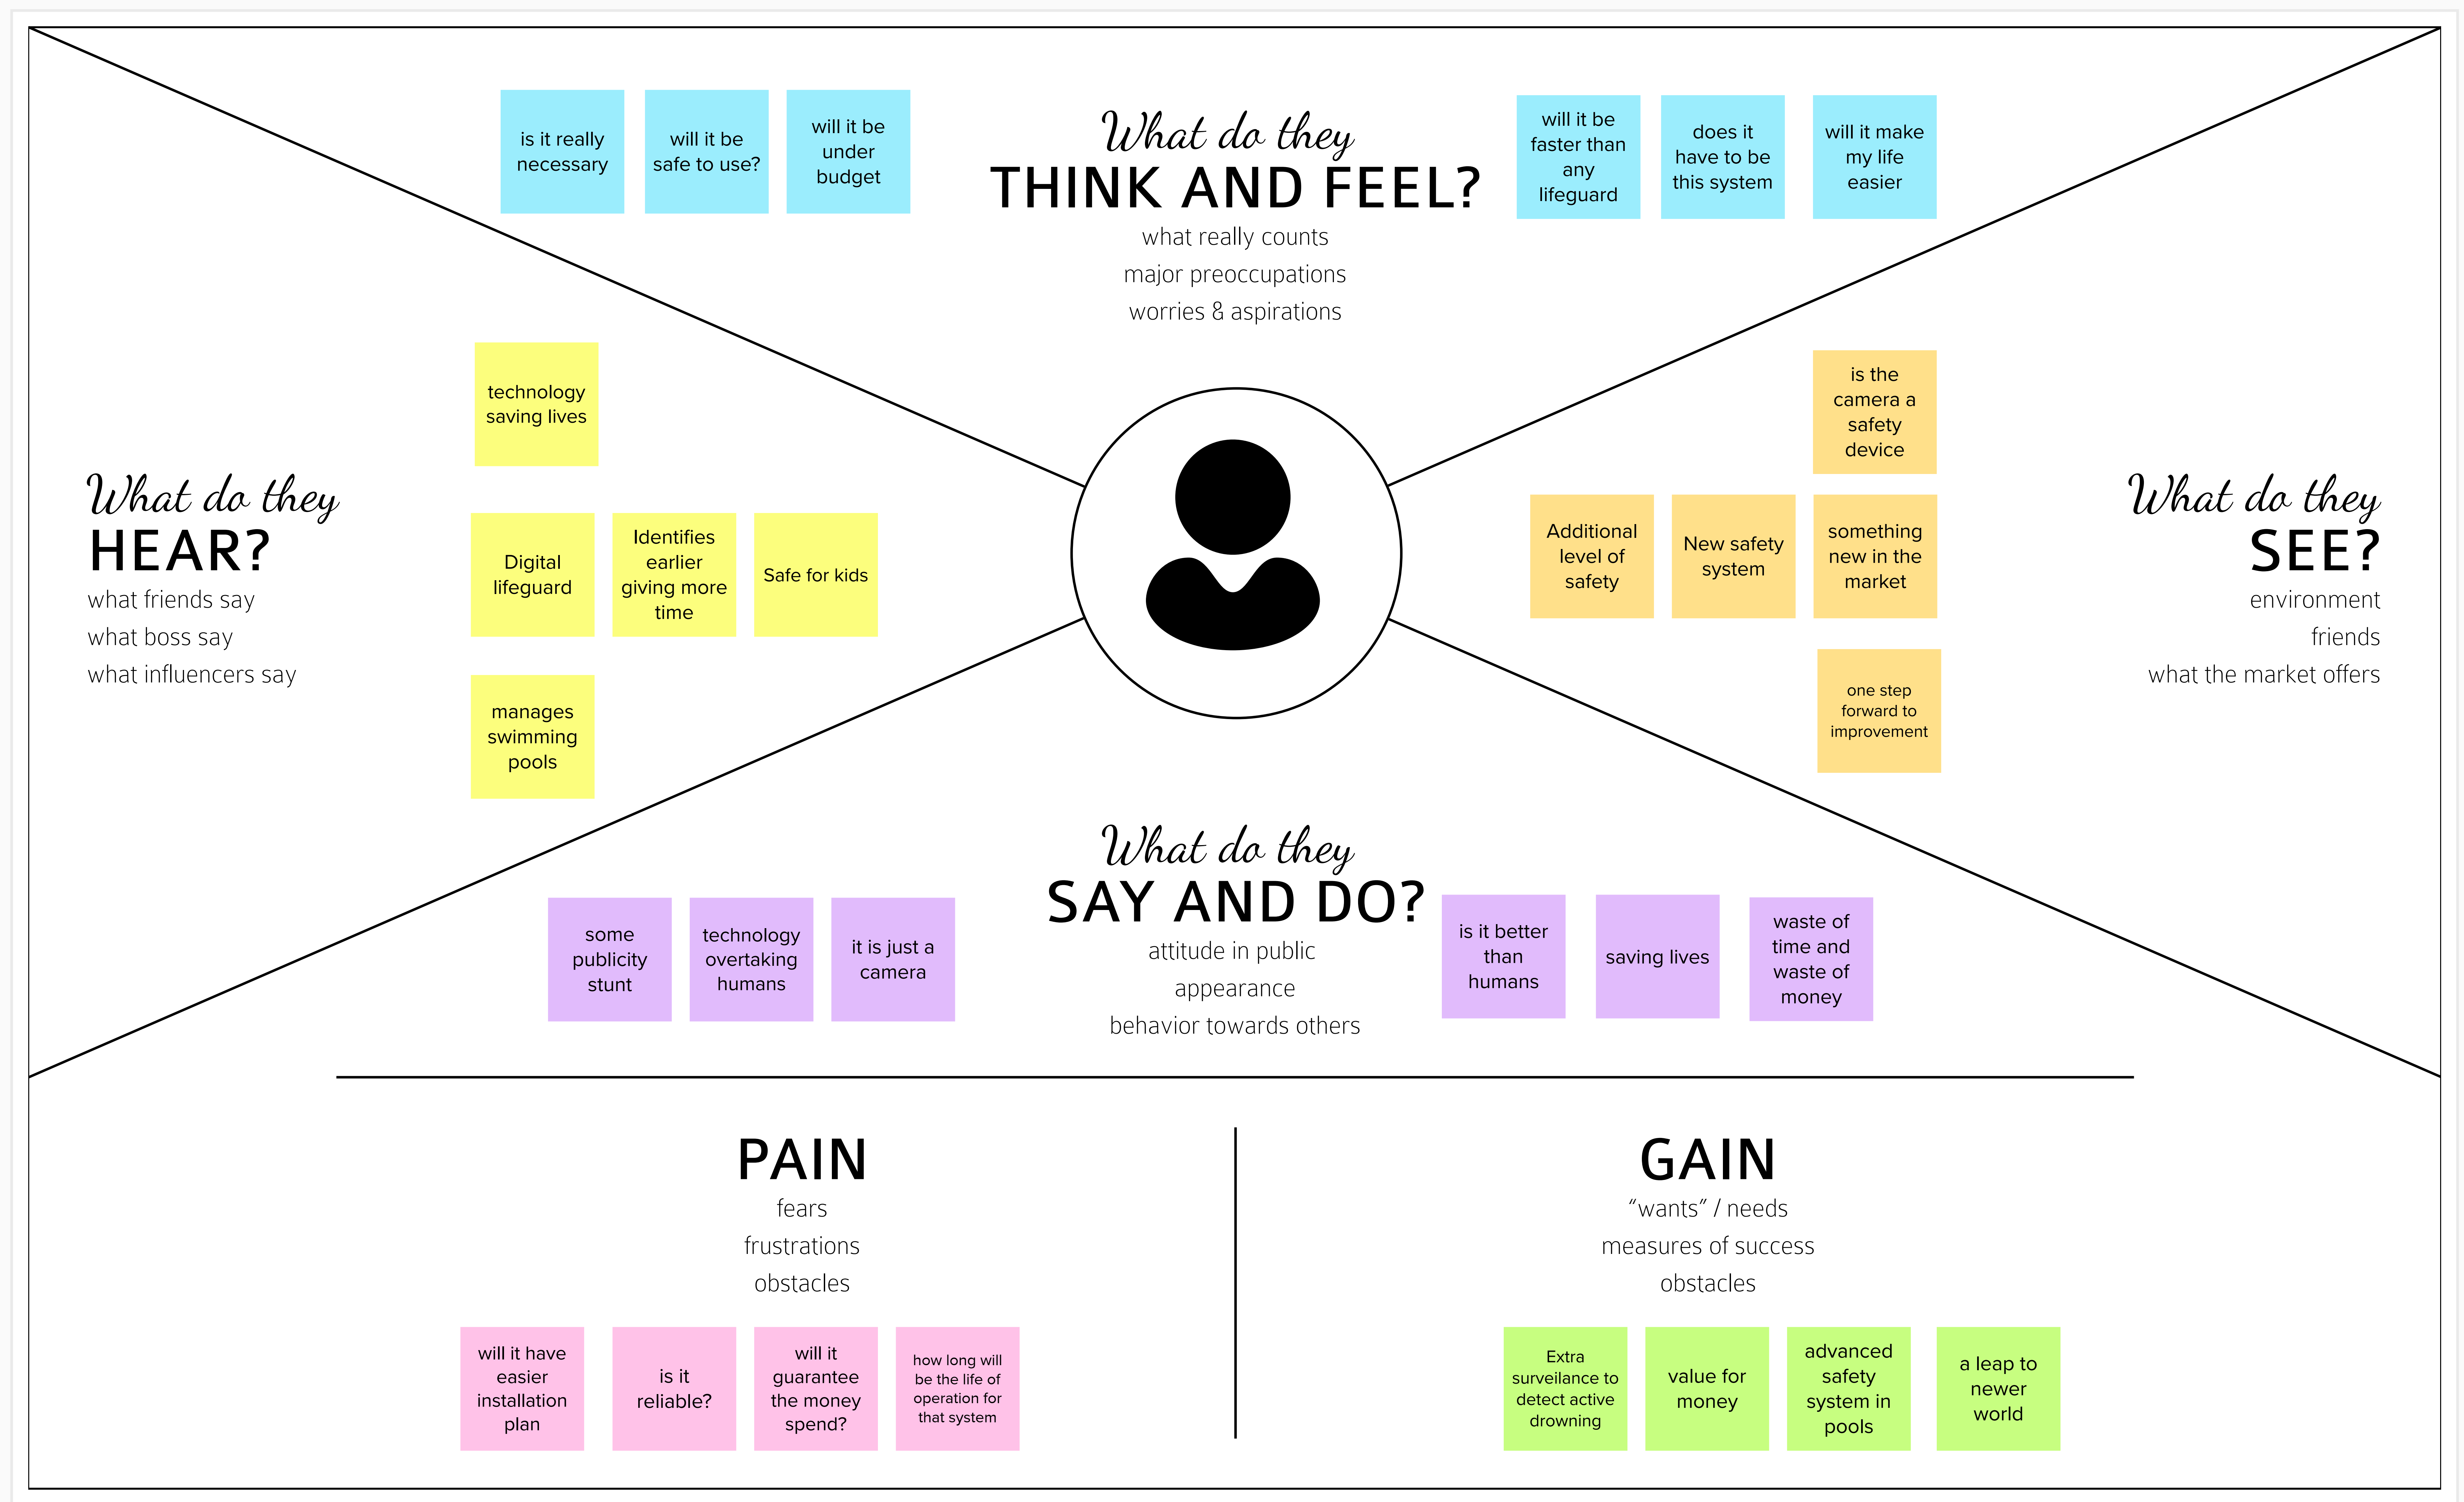 is it really
necessary
will it be
safe to use?
will it be
under
budget
What do they
THINK AND FEEL?
what really counts
major preoccupations
worries & aspirations
will it be
faster than
any
lifeguard
does it
have to be
this system
will it make
my life
easier
What do they
HEAR?
what friends say
what boss say
what influencers say
technology
saving lives
Digital
lifeguard
Identifies
earlier
giving more
time
Safe for kids
manages
swimming
pools
is the
camera a
safety
device
Additional
level of
safety
New safety
system
something
new in the
market
one step
forward to
improvement
What do they
SEE?
environment
friends
what the market offers
What do they
SAY AND DO?
attitude in public
appearance
behavior towards others
some
publicity
stunt
technology
overtaking
humans
it is just a
camera
is it better
than
humans
saving lives
waste of
time and
waste of
money
PAIN
fears
frustrations
obstacles
will it have
easier
installation
plan
is it
reliable?
will it
guarantee
the money
spend?
how long will
be the life of
operation for
that system
GAIN
“wants” / needs
measures of success
obstacles
Extra
surveilance to
detect active
drowning
value for
money
advanced
safety
system in
pools
a leap to
newer
world